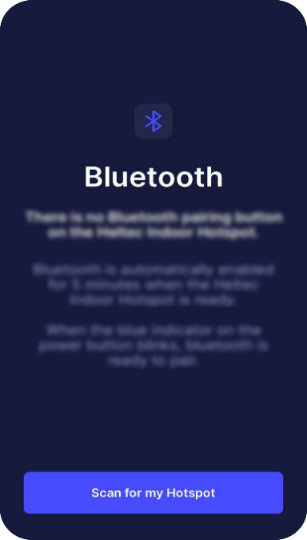 Bluetooth
There is no Bluetooth pairing button
on the Heltec Indoor Hotspot.
Bluetooth is automatically enabled
for 5 minutes when the Heltec
Indoor Hotspot is ready.
When the blue indicator on the
power button blinks, bluetooth is
ready to pair.
Scan for my Hotspot